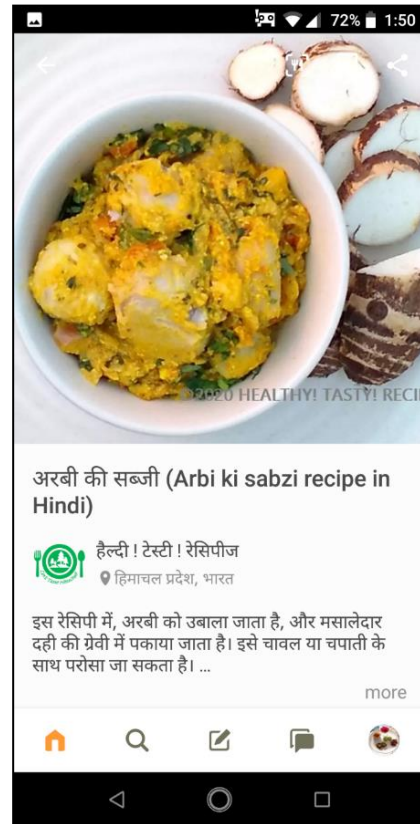 72% 1:50
©2020 HEALTHY! TASTY! RECI
अरबी की सब्जी (Arbi ki sabzi recipe in
Hindi)
हैल्दी ! टेस्टी ! रेसिपीज
हिमाचल प्रदेश, भारत
इस रेसिपी में, अरबी को उबाला जाता है, और मसालेदार
दही की ग्रेवी में पकाया जाता है। इसे चावल या चपाती के
साथ परोसा जा सकता है। ...
more